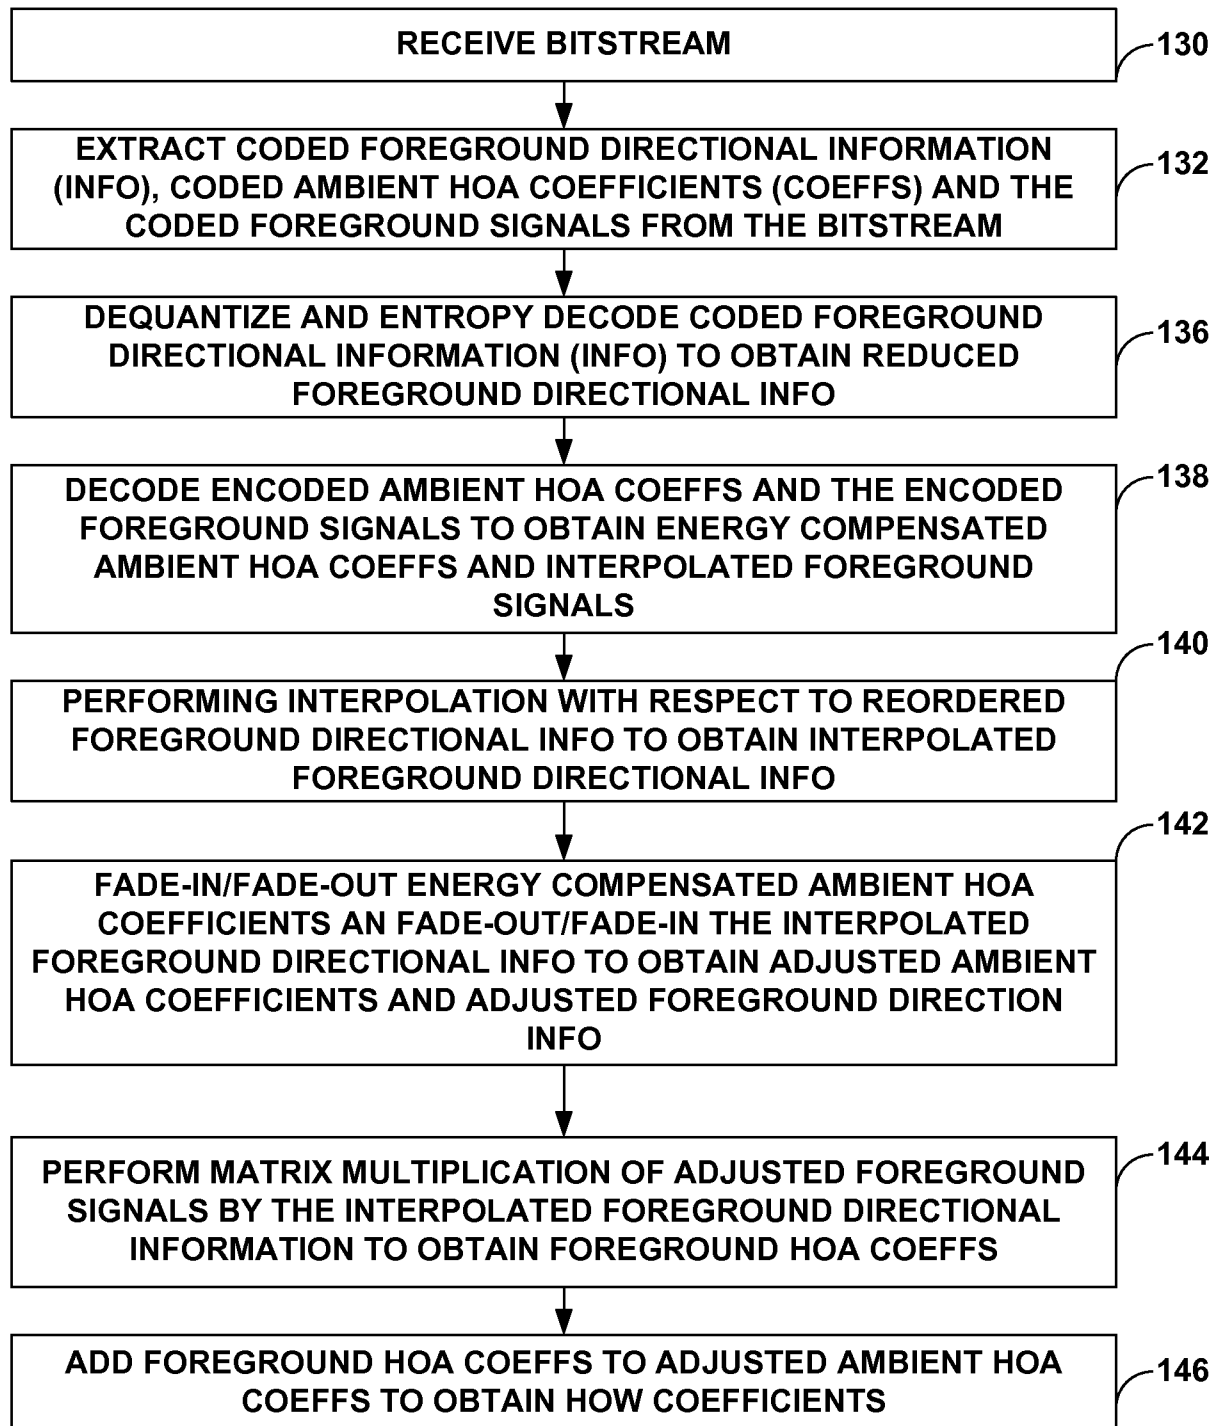 RECEIVE BITSTREAM
130
EXTRACT CODED FOREGROUND DIRECTIONAL INFORMATION
(INFO), CODED AMBIENT HOA COEFFICIENTS (COEFFS) AND THE
CODED FOREGROUND SIGNALS FROM THE BITSTREAM
132
DEQUANTIZE AND ENTROPY DECODE CODED FOREGROUND
DIRECTIONAL INFORMATION (INFO) TO OBTAIN REDUCED
FOREGROUND DIRECTIONAL INFO
136
DECODE ENCODED AMBIENT HOA COEFFS AND THE ENCODED
FOREGROUND SIGNALS TO OBTAIN ENERGY COMPENSATED
AMBIENT HOA COEFFS AND INTERPOLATED FOREGROUND
SIGNALS
138
PERFORMING INTERPOLATION WITH RESPECT TO REORDERED
FOREGROUND DIRECTIONAL INFO TO OBTAIN INTERPOLATED
FOREGROUND DIRECTIONAL INFO
140
FADE-IN/FADE-OUT ENERGY COMPENSATED AMBIENT HOA
COEFFICIENTS AN FADE-OUT/FADE-IN THE INTERPOLATED
FOREGROUND DIRECTIONAL INFO TO OBTAIN ADJUSTED AMBIENT
HOA COEFFICIENTS AND ADJUSTED FOREGROUND DIRECTION
INFO
142
PERFORM MATRIX MULTIPLICATION OF ADJUSTED FOREGROUND
SIGNALS BY THE INTERPOLATED FOREGROUND DIRECTIONAL
INFORMATION TO OBTAIN FOREGROUND HOA COEFFS
144
ADD FOREGROUND HOA COEFFS TO ADJUSTED AMBIENT HOA
COEFFS TO OBTAIN HOW COEFFICIENTS
146